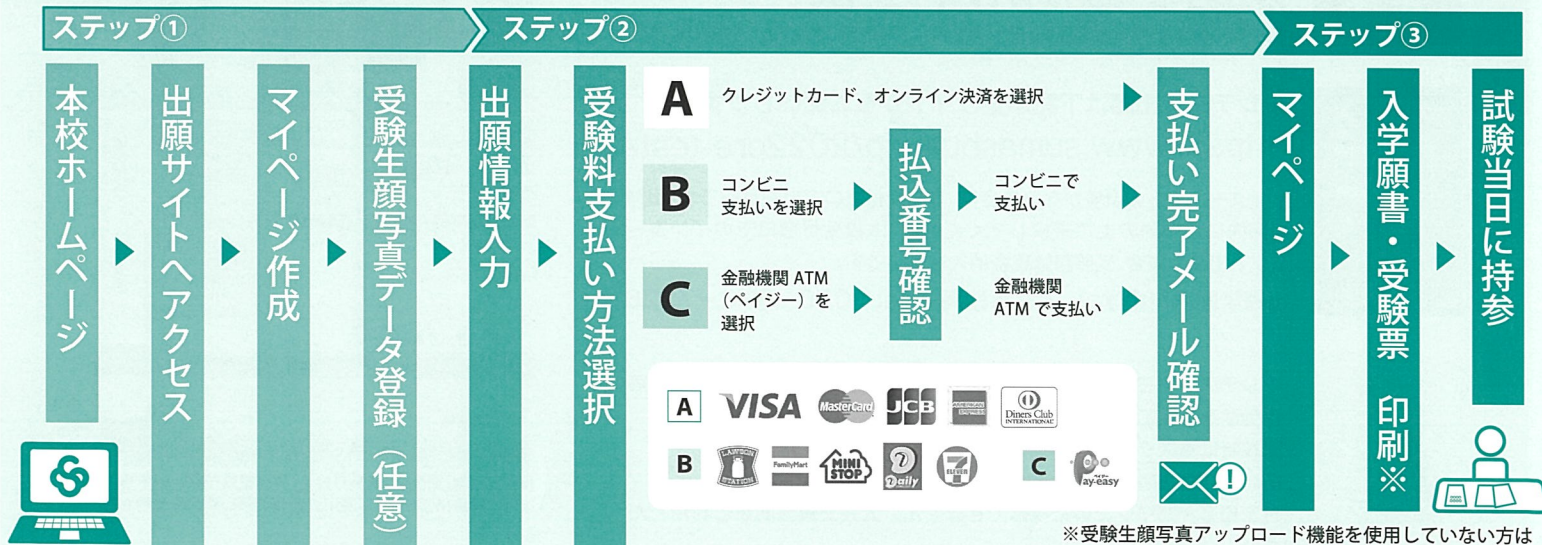 ステップ①
ステップ②
ステップ③
本校ホームページ
出願サイトへアクセス
マイページ作成
受験生顔写真データ登録（任意）
出願情報入力
受験料支払い方法選択
A
クレジットカード、オンライン決済を選択
B
コンビニ
支払いを選択
C
金融機関 ATM
（ペイジー）を
選択
払込番号確認
コンビニで
支払い
金融機関
ATM で支払い
A
VISA
MasterCard
JCB
AMERICAN
EXPRESS
Diners Club
INTERNATIONAL
B
LAWSON
STATION
FamilyMart
MINI
STOP
Daily
7
ELEVEN
C
ペイジー
Pay-easy
支払い完了メール確認
マイページ
入学願書・受験票　印刷※
試験当日に持参
※受験生顔写真アップロード機能を使用していない方は